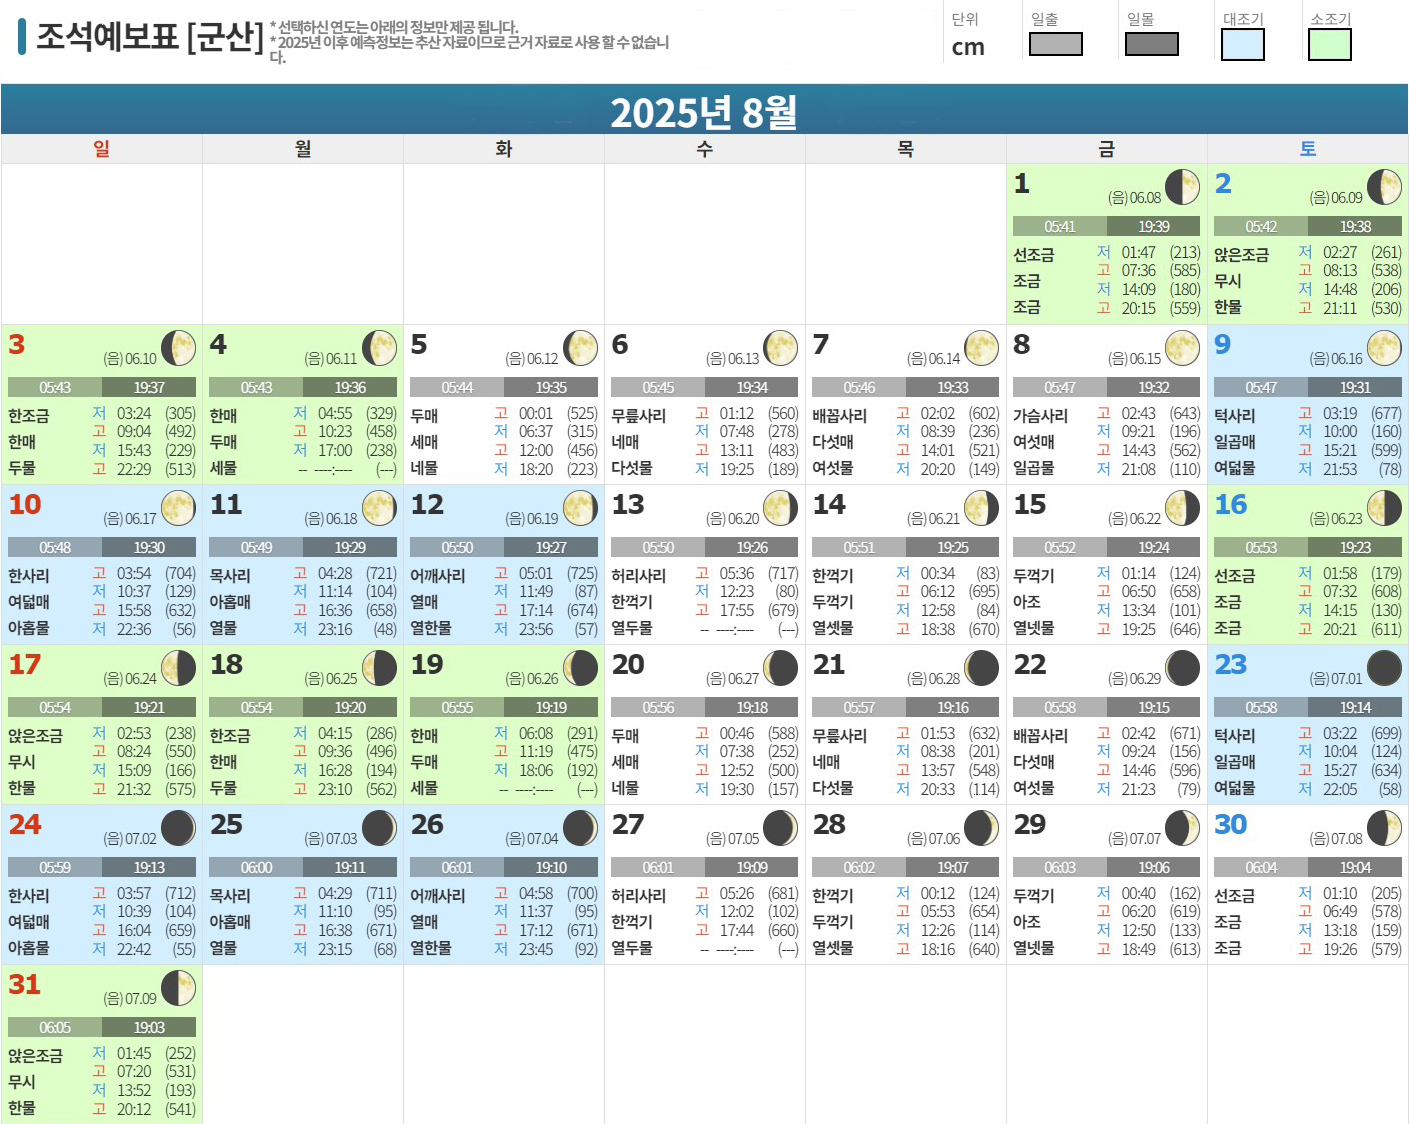 조석예보표 [군산]
* 선택하신 연도는 아래의 정보만 제공 됩니다.
* 2025년 이후 예측정보는 추산 자료이므로 근거 자료로 사용 할 수 없습니
다.
단위 일출 일몰 대조기 소조기
cm
2025년 8월
일 월 화 수 목 금 토
1 (음) 06.08
05:41 19:39
선조금 조금 조금
저 01:47 (213)
고 07:36 (585)
저 14:09 (180)
고 20:15 (559)
2 (음) 06.09
05:42 19:38
앉은조금 무시 한물
저 02:27 (261)
고 08:13 (538)
저 14:48 (206)
고 21:11 (530)
3 (음) 06.10
05:43 19:37
한조금 한매 두물
저 03:24 (305)
고 09:04 (492)
저 15:43 (229)
고 22:29 (513)
4 (음) 06.11
05:43 19:36
한매 두매 세물
저 04:55 (329)
고 10:23 (458)
저 17:00 (238)
-- ----:---- (---)
5 (음) 06.12
05:44 19:35
두매 세매 네물
고 00:01 (525)
저 06:37 (315)
고 12:00 (456)
저 18:20 (223)
6 (음) 06.13
05:45 19:34
무릎사리 네매 다섯물
고 01:12 (560)
저 07:48 (278)
고 13:11 (483)
저 19:25 (189)
7 (음) 06.14
05:46 19:33
배꼽사리 다섯매 여섯물
고 02:02 (602)
저 08:39 (236)
고 14:01 (521)
저 20:20 (149)
8 (음) 06.15
05:47 19:32
가슴사리 여섯매 일곱물
고 02:43 (643)
저 09:21 (196)
고 14:43 (562)
저 21:08 (110)
9 (음) 06.16
05:47 19:31
턱사리 일곱매 여덟물
고 03:19 (677)
저 10:00 (160)
고 15:21 (599)
저 21:53 (78)
10 (음) 06.17
05:48 19:30
한사리 여덟매 아홉물
고 03:54 (704)
저 10:37 (129)
고 15:58 (632)
저 22:36 (56)
11 (음) 06.18
05:49 19:29
목사리 아홉매 열물
고 04:28 (721)
저 11:14 (104)
고 16:36 (658)
저 23:16 (48)
12 (음) 06.19
05:50 19:27
어깨사리 열매 열한물
고 05:01 (725)
저 11:49 (87)
고 17:14 (674)
저 23:56 (57)
13 (음) 06.20
05:50 19:26
허리사리 한꺽기 열두물
고 05:36 (717)
저 12:23 (80)
고 17:55 (679)
-- ----:---- (---)
14 (음) 06.21
05:51 19:25
한꺽기 두꺽기 열셋물
저 00:34 (83)
고 06:12 (695)
저 12:58 (84)
고 18:38 (670)
15 (음) 06.22
05:52 19:24
두꺽기 아조 열넷물
저 01:14 (124)
고 06:50 (658)
저 13:34 (101)
고 19:25 (646)
16 (음) 06.23
05:53 19:23
선조금 조금 조금
저 01:58 (179)
고 07:32 (608)
저 14:15 (130)
고 20:21 (611)
17 (음) 06.24
05:54 19:21
앉은조금 무시 한물
저 02:53 (238)
고 08:24 (550)
저 15:09 (166)
고 21:32 (575)
18 (음) 06.25
05:54 19:20
한조금 한매 두물
저 04:15 (286)
고 09:36 (496)
저 16:28 (194)
고 23:10 (562)
19 (음) 06.26
05:55 19:19
한매 두매 세물
저 06:08 (291)
고 11:19 (475)
저 18:06 (192)
-- ----:---- (---)
20 (음) 06.27
05:56 19:18
두매 세매 네물
고 00:46 (588)
저 07:38 (252)
고 12:52 (500)
저 19:30 (157)
21 (음) 06.28
05:57 19:16
무릎사리 네매 다섯물
고 01:53 (632)
저 08:38 (201)
고 13:57 (548)
저 20:33 (114)
22 (음) 06.29
05:58 19:15
배꼽사리 다섯매 여섯물
고 02:42 (671)
저 09:24 (156)
고 14:46 (596)
저 21:23 (79)
23 (음) 07.01
05:58 19:14
턱사리 일곱매 여덟물
고 03:22 (699)
저 10:04 (124)
고 15:27 (634)
저 22:05 (58)
24 (음) 07.02
05:59 19:13
한사리 여덟매 아홉물
고 03:57 (712)
저 10:39 (104)
고 16:04 (659)
저 22:42 (55)
25 (음) 07.03
06:00 19:11
목사리 아홉매 열물
고 04:29 (711)
저 11:10 (95)
고 16:38 (671)
저 23:15 (68)
26 (음) 07.04
06:01 19:10
어깨사리 열매 열한물
고 04:58 (700)
저 11:37 (95)
고 17:12 (671)
저 23:45 (92)
27 (음) 07.05
06:01 19:09
허리사리 한꺽기 열두물
고 05:26 (681)
저 12:02 (102)
고 17:44 (660)
-- ----:---- (---)
28 (음) 07.06
06:02 19:07
한꺽기 두꺽기 열셋물
저 00:12 (124)
고 05:53 (654)
저 12:26 (114)
고 18:16 (640)
29 (음) 07.07
06:03 19:06
두꺽기 아조 열넷물
저 00:40 (162)
고 06:20 (619)
저 12:50 (133)
고 18:49 (613)
30 (음) 07.08
06:04 19:04
선조금 조금 조금
저 01:10 (205)
고 06:49 (578)
저 13:18 (159)
고 19:26 (579)
31 (음) 07.09
06:05 19:03
앉은조금 무시 한물
저 01:45 (252)
고 07:20 (531)
저 13:52 (193)
고 20:12 (541)